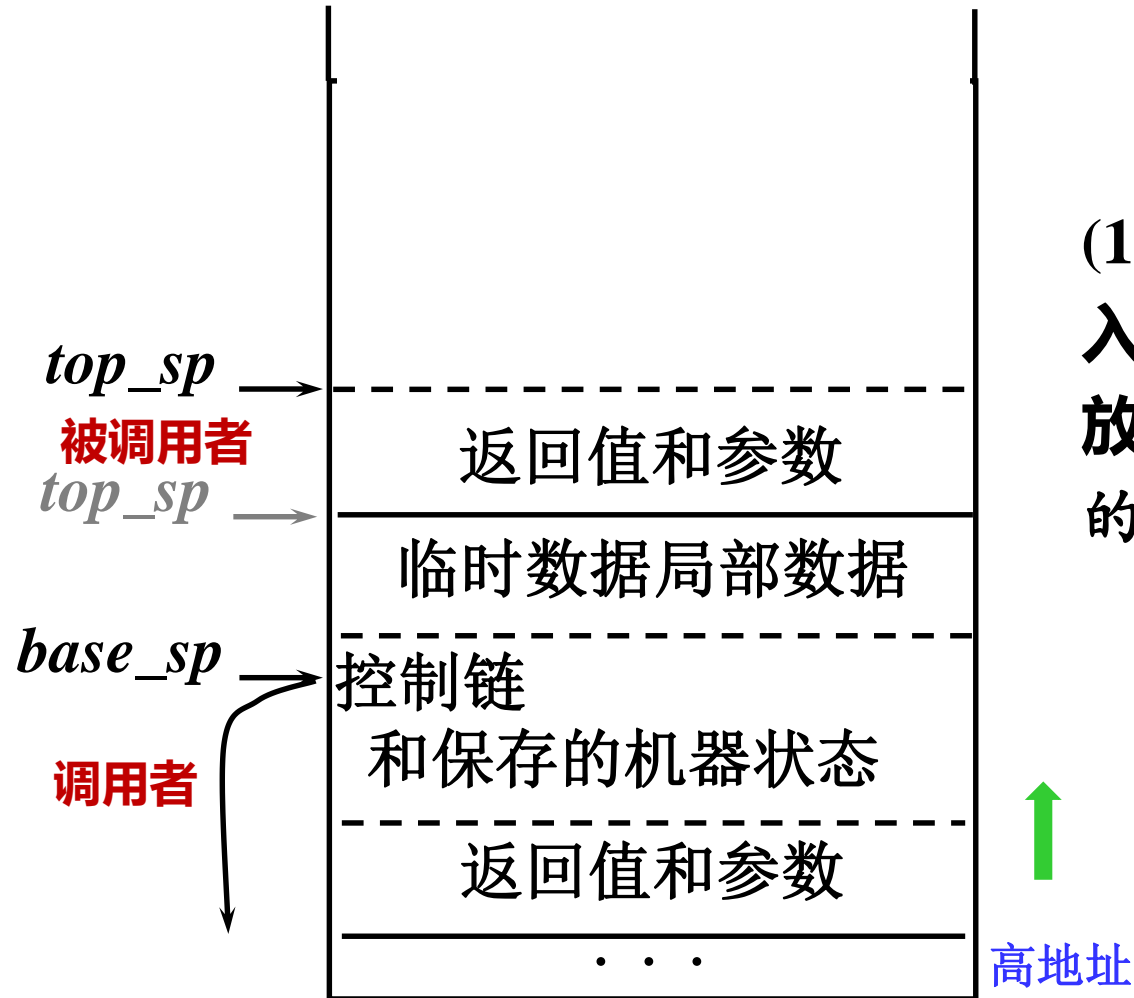 (1
入
放
的
top_sp
被调用者
top_sp
返回值和参数
临时数据局部数据
base_sp
控制链
和保存的机器状态
调用者
返回值和参数
· · ·
高地址